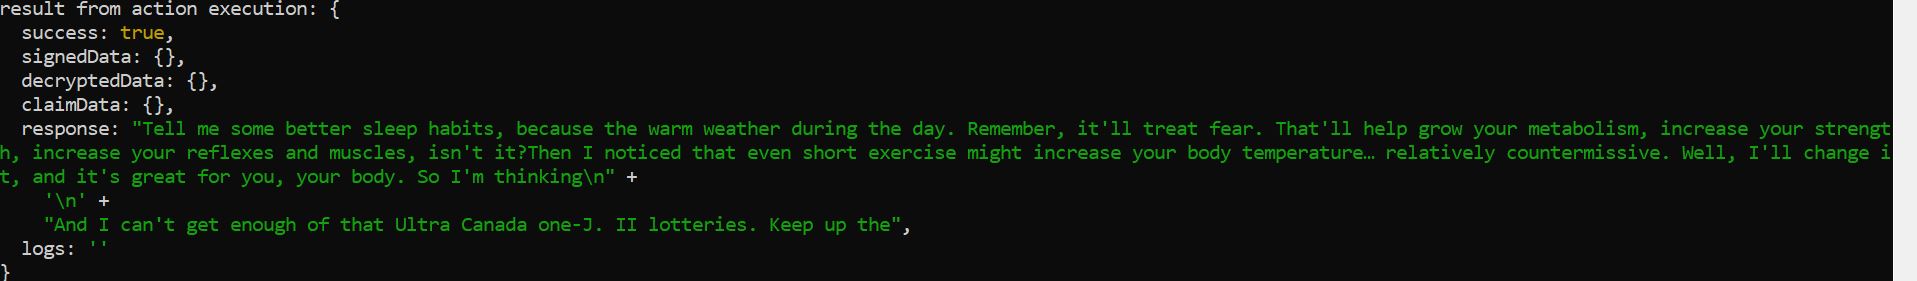 result from action execution: {
  success: true,
  signedData: {},
  decryptedData: {},
  claimData: {},
  response: "Tell me some better sleep habits, because the warm weather during the day. Remember, it'll treat fear. That'll help grow your metabolism, increase your strengt
h, increase your reflexes and muscles, isn't it?Then I noticed that even short exercise might increase your body temperature… relatively countermissive. Well, I'll change i
t, and it's great for you, your body. So I'm thinking\n" +
    '\n' +
    "And I can't get enough of that Ultra Canada one-J. II lotteries. Keep up the",
  logs: ''
}